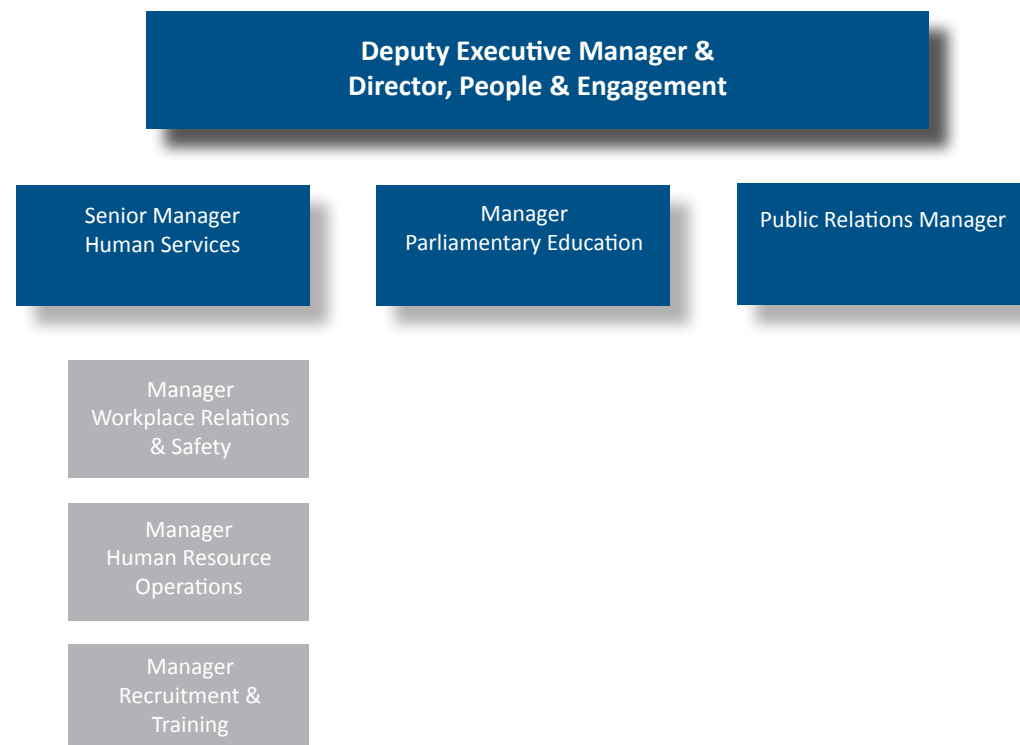 Deputy Executive Manager &
Director, People & Engagement
Senior Manager
Human Services
Manager
Parliamentary Education
Public Relations Manager
Manager
Workplace Relations
& Safety
Manager
Human Resource
Operations
Manager
Recruitment &
Training